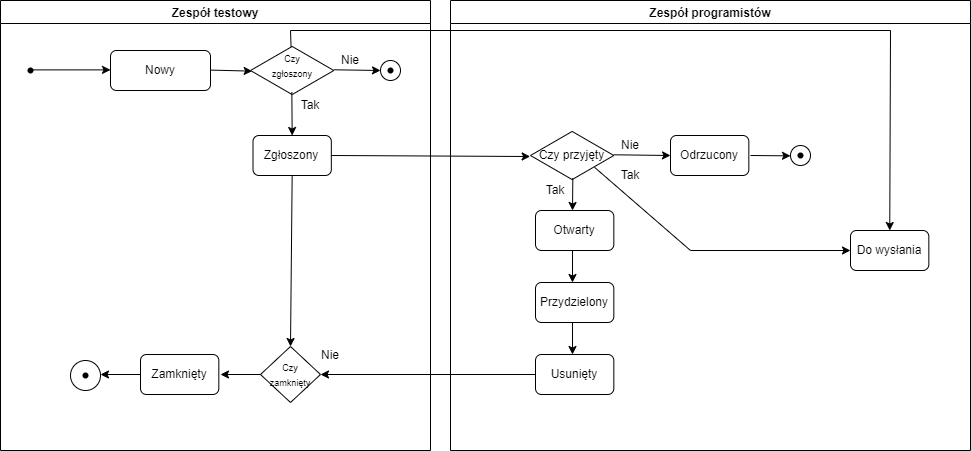 Zespół testowy
Zespół programistów
Nowy
Czy
zgłoszony
Nie
Tak
Zgłoszony
Czy przyjęty
Nie
Odrzucony
Tak
Tak
Otwarty
Do wysłania
Przydzielony
Usunięty
Nie
Czy
zamknięty
Zamknięty